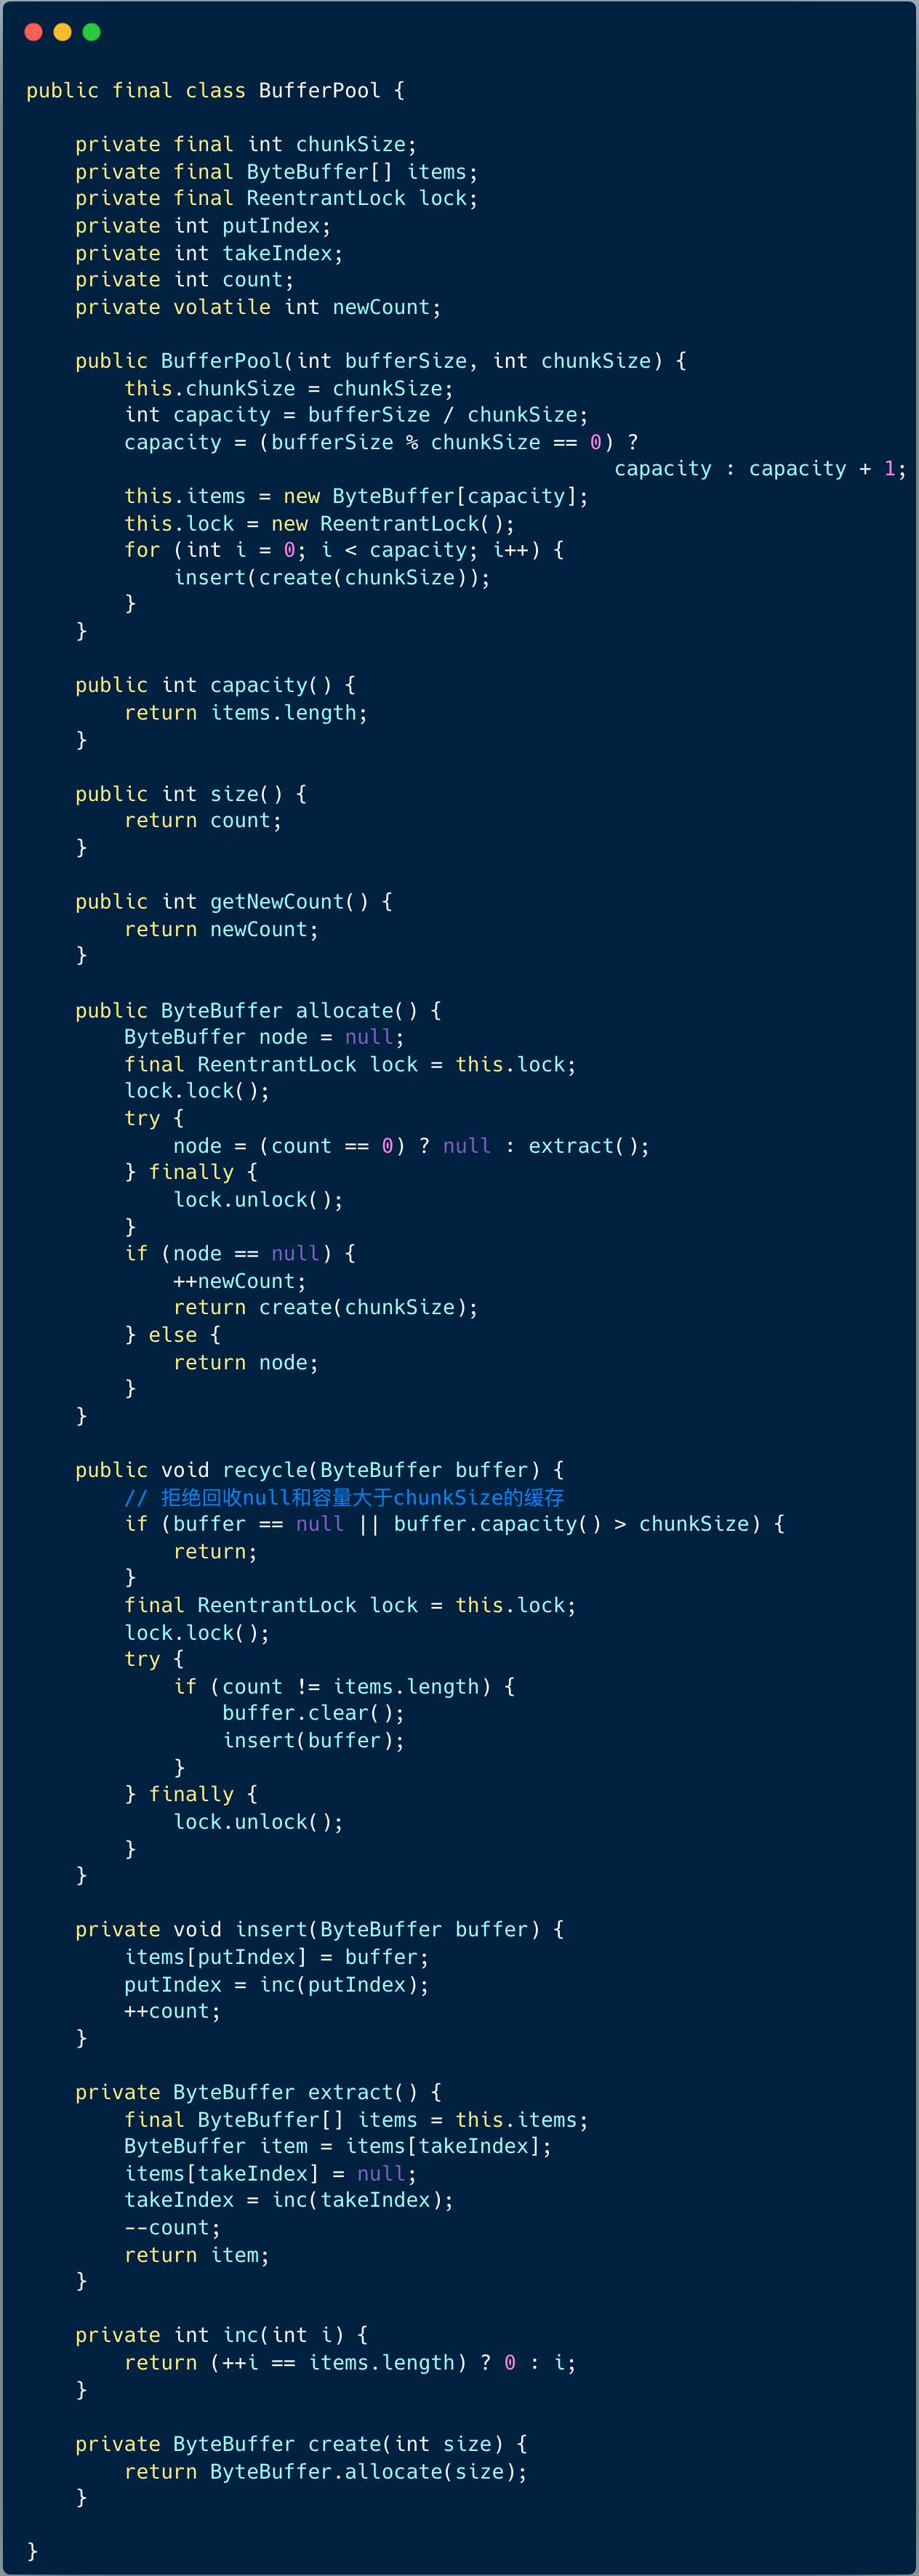 public final class BufferPool {

    private final int chunkSize;
    private final ByteBuffer[] items;
    private final ReentrantLock lock;
    private int putIndex;
    private int takeIndex;
    private int count;
    private volatile int newCount;

    public BufferPool(int bufferSize, int chunkSize) {
        this.chunkSize = chunkSize;
        int capacity = bufferSize / chunkSize;
        capacity = (bufferSize % chunkSize == 0) ?
                                                capacity : capacity + 1;
        this.items = new ByteBuffer[capacity];
        this.lock = new ReentrantLock();
        for (int i = 0; i < capacity; i++) {
            insert(create(chunkSize));
        }
    }

    public int capacity() {
        return items.length;
    }

    public int size() {
        return count;
    }

    public int getNewCount() {
        return newCount;
    }

    public ByteBuffer allocate() {
        ByteBuffer node = null;
        final ReentrantLock lock = this.lock;
        lock.lock();
        try {
            node = (count == 0) ? null : extract();
        } finally {
            lock.unlock();
        }
        if (node == null) {
            ++newCount;
            return create(chunkSize);
        } else {
            return node;
        }
    }

    public void recycle(ByteBuffer buffer) {
        // 拒绝回收null和容量大于chunkSize的缓存
        if (buffer == null || buffer.capacity() > chunkSize) {
            return;
        }
        final ReentrantLock lock = this.lock;
        lock.lock();
        try {
            if (count != items.length) {
                buffer.clear();
                insert(buffer);
            }
        } finally {
            lock.unlock();
        }
    }

    private void insert(ByteBuffer buffer) {
        items[putIndex] = buffer;
        putIndex = inc(putIndex);
        ++count;
    }

    private ByteBuffer extract() {
        final ByteBuffer[] items = this.items;
        ByteBuffer item = items[takeIndex];
        items[takeIndex] = null;
        takeIndex = inc(takeIndex);
        --count;
        return item;
    }

    private int inc(int i) {
        return (++i == items.length) ? 0 : i;
    }

    private ByteBuffer create(int size) {
        return ByteBuffer.allocate(size);
    }

}